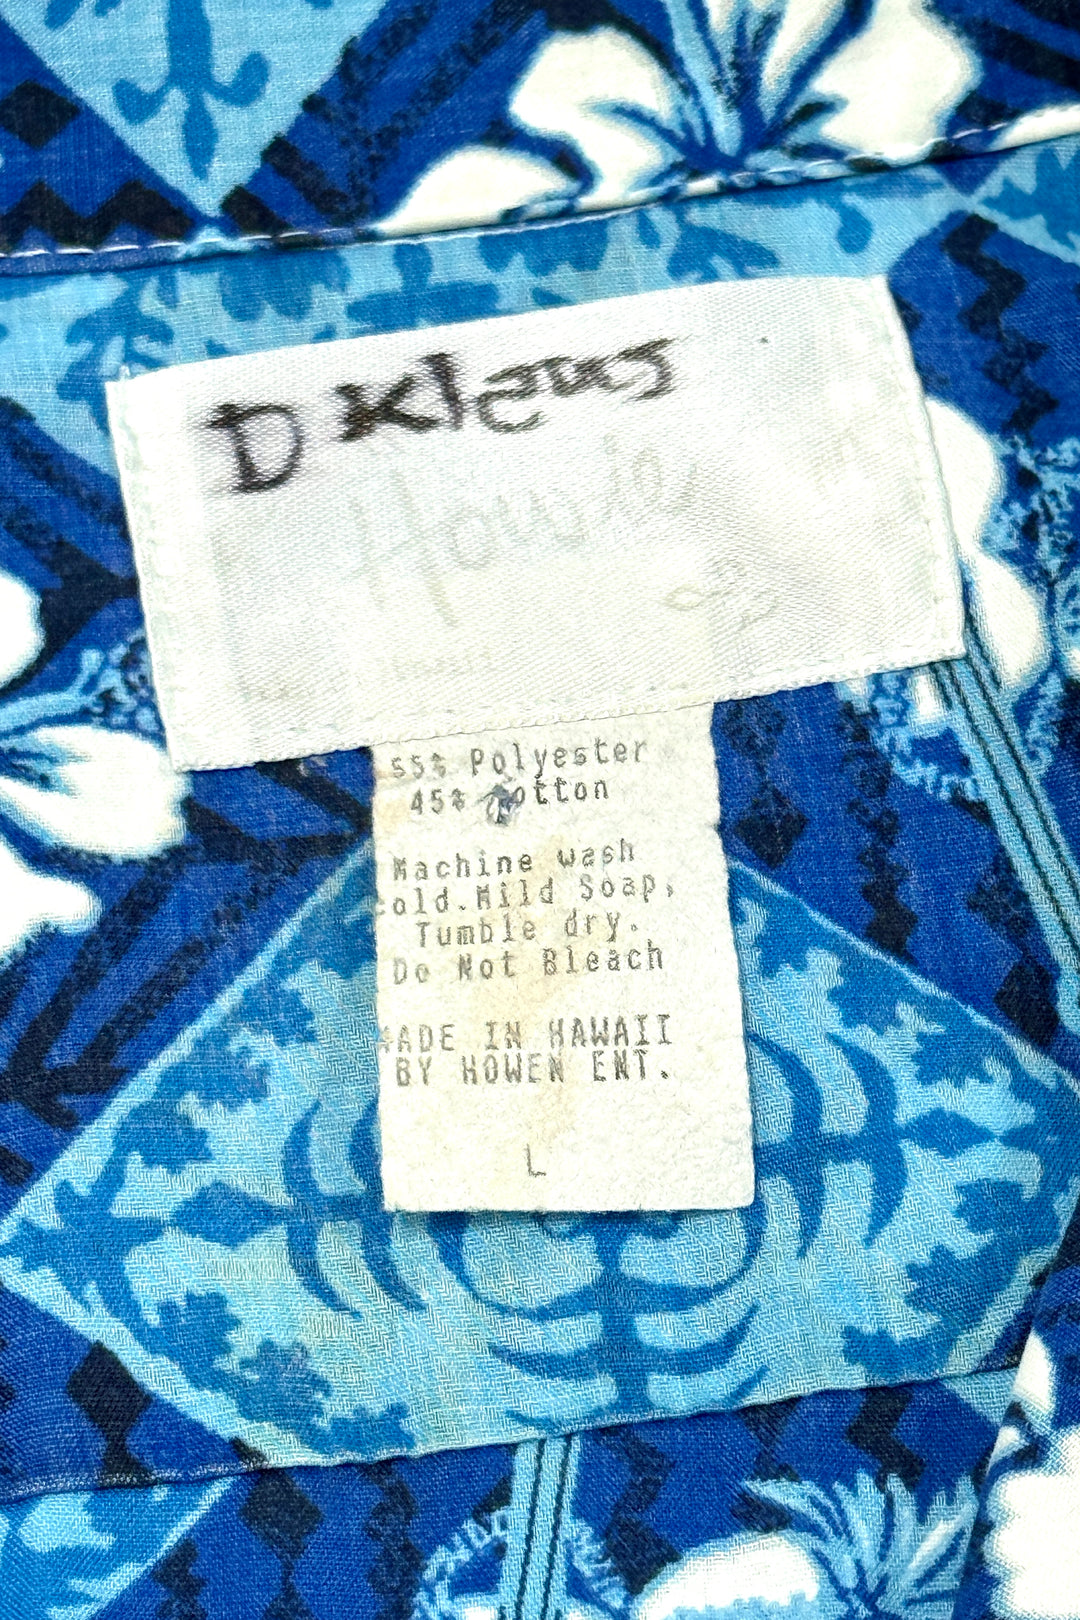 Howie
55% Polyester
45% Cotton
Machine wash
cold. Mild Soap,
Tumble dry.
Do Not Bleach
MADE IN HAWAII
BY HOWEN ENT.
L